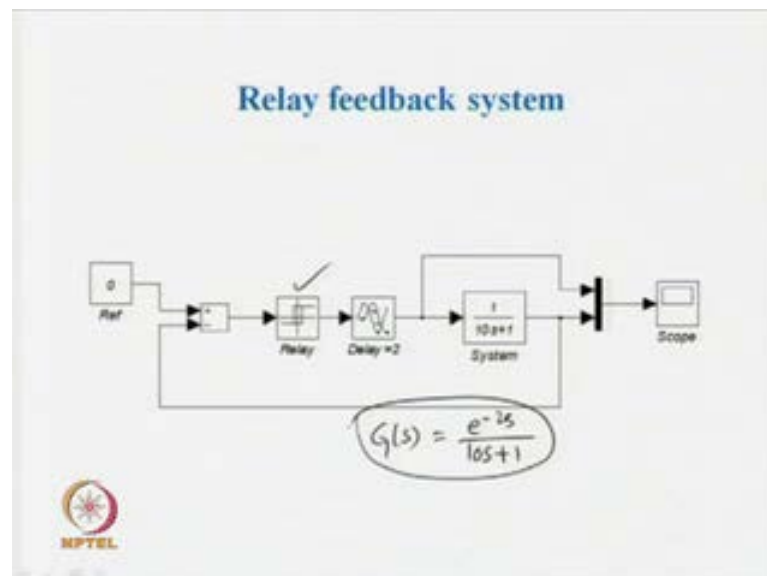 Relay feedback system
0
Ref
+
-
Relay
Delay =2
1
10s+1
System
Scope
G(s) = e^-2s
10s+1
NPTEL